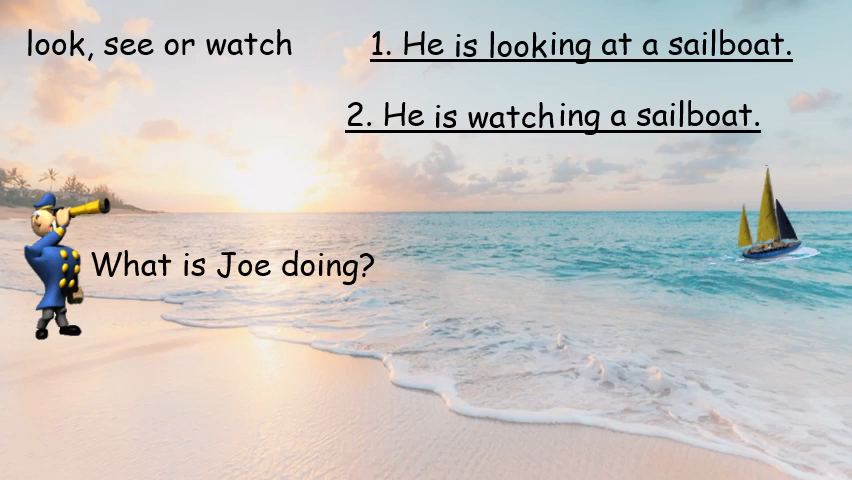 look, see or watch
1. He is looking at a sailboat.
2. He is watching a sailboat.
What is Joe doing?